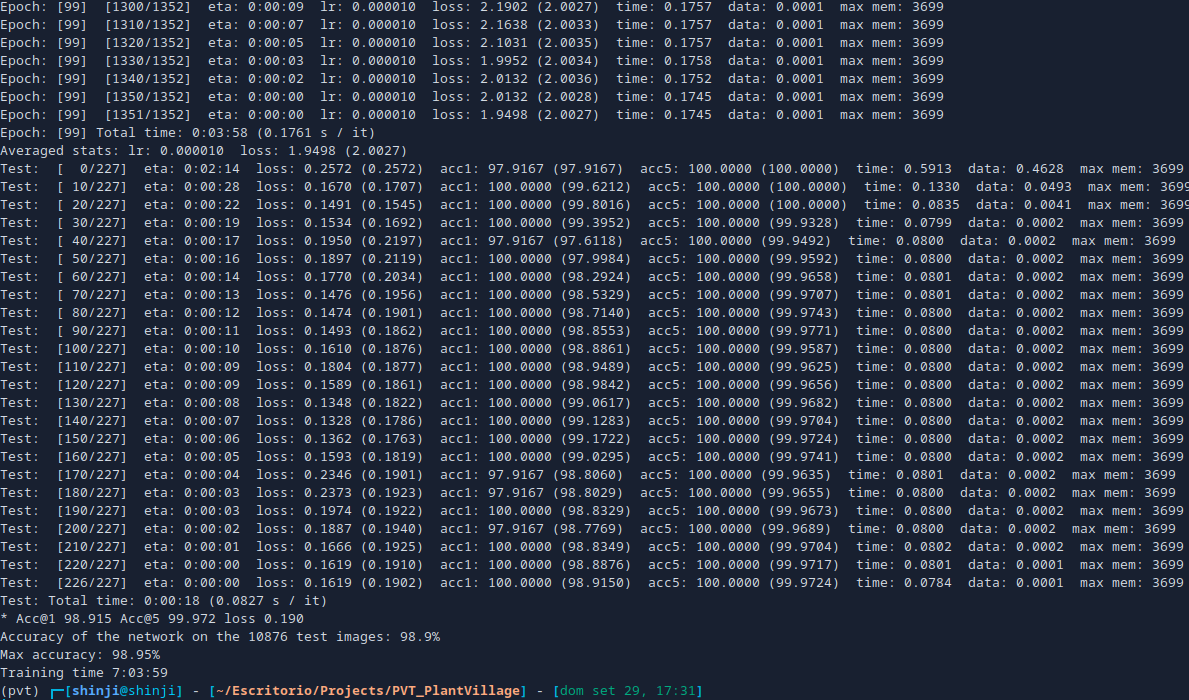 Epoch: [99]  [1300/1352]  eta: 0:00:09  lr: 0.000010  loss: 2.1902 (2.0027)  time: 0.1757  data: 0.0001  max mem: 3699
Epoch: [99]  [1310/1352]  eta: 0:00:07  lr: 0.000010  loss: 2.1638 (2.0033)  time: 0.1757  data: 0.0001  max mem: 3699
Epoch: [99]  [1320/1352]  eta: 0:00:05  lr: 0.000010  loss: 2.1031 (2.0035)  time: 0.1757  data: 0.0001  max mem: 3699
Epoch: [99]  [1330/1352]  eta: 0:00:03  lr: 0.000010  loss: 1.9952 (2.0034)  time: 0.1758  data: 0.0001  max mem: 3699
Epoch: [99]  [1340/1352]  eta: 0:00:02  lr: 0.000010  loss: 2.0132 (2.0036)  time: 0.1752  data: 0.0001  max mem: 3699
Epoch: [99]  [1350/1352]  eta: 0:00:00  lr: 0.000010  loss: 2.0132 (2.0028)  time: 0.1745  data: 0.0001  max mem: 3699
Epoch: [99]  [1351/1352]  eta: 0:00:00  lr: 0.000010  loss: 1.9498 (2.0027)  time: 0.1745  data: 0.0001  max mem: 3699
Epoch: [99] Total time: 0:03:58 (0.1761 s / it)
Averaged stats: lr: 0.000010  loss: 1.9498 (2.0027)
Test:  [  0/227]  eta: 0:02:14  loss: 0.2572 (0.2572)  acc1: 97.9167 (97.9167)  acc5: 100.0000 (100.0000)  time: 0.5913  data: 0.4628  max mem: 3699
Test:  [ 10/227]  eta: 0:00:28  loss: 0.1670 (0.1707)  acc1: 100.0000 (99.6212)  acc5: 100.0000 (100.0000)  time: 0.1330  data: 0.0493  max mem: 3699
Test:  [ 20/227]  eta: 0:00:22  loss: 0.1491 (0.1545)  acc1: 100.0000 (99.8016)  acc5: 100.0000 (100.0000)  time: 0.0835  data: 0.0041  max mem: 3699
Test:  [ 30/227]  eta: 0:00:19  loss: 0.1534 (0.1692)  acc1: 100.0000 (99.3952)  acc5: 100.0000 (99.9328)  time: 0.0799  data: 0.0002  max mem: 3699
Test:  [ 40/227]  eta: 0:00:17  loss: 0.1950 (0.2197)  acc1: 97.9167 (97.6118)  acc5: 100.0000 (99.9492)  time: 0.0800  data: 0.0002  max mem: 3699
Test:  [ 50/227]  eta: 0:00:16  loss: 0.1897 (0.2119)  acc1: 100.0000 (97.9984)  acc5: 100.0000 (99.9592)  time: 0.0800  data: 0.0002  max mem: 3699
Test:  [ 60/227]  eta: 0:00:14  loss: 0.1770 (0.2034)  acc1: 100.0000 (98.2924)  acc5: 100.0000 (99.9658)  time: 0.0801  data: 0.0002  max mem: 3699
Test:  [ 70/227]  eta: 0:00:13  loss: 0.1476 (0.1956)  acc1: 100.0000 (98.5329)  acc5: 100.0000 (99.9707)  time: 0.0801  data: 0.0002  max mem: 3699
Test:  [ 80/227]  eta: 0:00:12  loss: 0.1474 (0.1901)  acc1: 100.0000 (98.7140)  acc5: 100.0000 (99.9743)  time: 0.0800  data: 0.0002  max mem: 3699
Test:  [ 90/227]  eta: 0:00:11  loss: 0.1493 (0.1862)  acc1: 100.0000 (98.8553)  acc5: 100.0000 (99.9771)  time: 0.0800  data: 0.0002  max mem: 3699
Test:  [100/227]  eta: 0:00:10  loss: 0.1610 (0.1876)  acc1: 100.0000 (98.8861)  acc5: 100.0000 (99.9587)  time: 0.0800  data: 0.0002  max mem: 3699
Test:  [110/227]  eta: 0:00:09  loss: 0.1804 (0.1877)  acc1: 100.0000 (98.9489)  acc5: 100.0000 (99.9625)  time: 0.0800  data: 0.0002  max mem: 3699
Test:  [120/227]  eta: 0:00:09  loss: 0.1589 (0.1861)  acc1: 100.0000 (98.9842)  acc5: 100.0000 (99.9656)  time: 0.0800  data: 0.0002  max mem: 3699
Test:  [130/227]  eta: 0:00:08  loss: 0.1348 (0.1822)  acc1: 100.0000 (99.0617)  acc5: 100.0000 (99.9682)  time: 0.0800  data: 0.0002  max mem: 3699
Test:  [140/227]  eta: 0:00:07  loss: 0.1328 (0.1786)  acc1: 100.0000 (99.1283)  acc5: 100.0000 (99.9704)  time: 0.0800  data: 0.0002  max mem: 3699
Test:  [150/227]  eta: 0:00:06  loss: 0.1362 (0.1763)  acc1: 100.0000 (99.1722)  acc5: 100.0000 (99.9724)  time: 0.0800  data: 0.0002  max mem: 3699
Test:  [160/227]  eta: 0:00:05  loss: 0.1593 (0.1819)  acc1: 100.0000 (99.0295)  acc5: 100.0000 (99.9741)  time: 0.0800  data: 0.0002  max mem: 3699
Test:  [170/227]  eta: 0:00:04  loss: 0.2346 (0.1901)  acc1: 97.9167 (98.8060)  acc5: 100.0000 (99.9635)  time: 0.0801  data: 0.0002  max mem: 3699
Test:  [180/227]  eta: 0:00:03  loss: 0.2373 (0.1923)  acc1: 97.9167 (98.8029)  acc5: 100.0000 (99.9655)  time: 0.0800  data: 0.0002  max mem: 3699
Test:  [190/227]  eta: 0:00:03  loss: 0.1974 (0.1922)  acc1: 100.0000 (98.8329)  acc5: 100.0000 (99.9673)  time: 0.0800  data: 0.0002  max mem: 3699
Test:  [200/227]  eta: 0:00:02  loss: 0.1887 (0.1940)  acc1: 97.9167 (98.7769)  acc5: 100.0000 (99.9689)  time: 0.0800  data: 0.0002  max mem: 3699
Test:  [210/227]  eta: 0:00:01  loss: 0.1666 (0.1925)  acc1: 100.0000 (98.8349)  acc5: 100.0000 (99.9704)  time: 0.0802  data: 0.0002  max mem: 3699
Test:  [220/227]  eta: 0:00:00  loss: 0.1619 (0.1910)  acc1: 100.0000 (98.8876)  acc5: 100.0000 (99.9717)  time: 0.0801  data: 0.0001  max mem: 3699
Test:  [226/227]  eta: 0:00:00  loss: 0.1619 (0.1902)  acc1: 100.0000 (98.9150)  acc5: 100.0000 (99.9724)  time: 0.0784  data: 0.0001  max mem: 3699
Test: Total time: 0:00:18 (0.0827 s / it)
* Acc@1 98.915 Acc@5 99.972 loss 0.190
Accuracy of the network on the 10876 test images: 98.9%
Max accuracy: 98.95%
Training time 7:03:59
(pvt) ┌─[shinji@shinji] - [~/Escritorio/Projects/PVT_PlantVillage] - [dom set 29, 17:31]